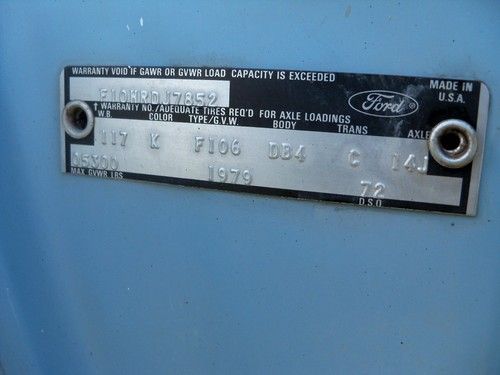 WARRANTY VOID IF GAWR OR GVWR LOAD CAPACITY IS EXCEEDED
F10HRDJ7852
Ford
MADE IN
U.S.A.
† WARRANTY NO./ADEQUATE TIRES REQ'D FOR AXLE LOADINGS
W.B. COLOR TYPE/G.V.W. BODY TRANS AXLE
117 K F106 DB4 C 14J
05300 1979 72
MAX. GVWR LBS D.S.O.